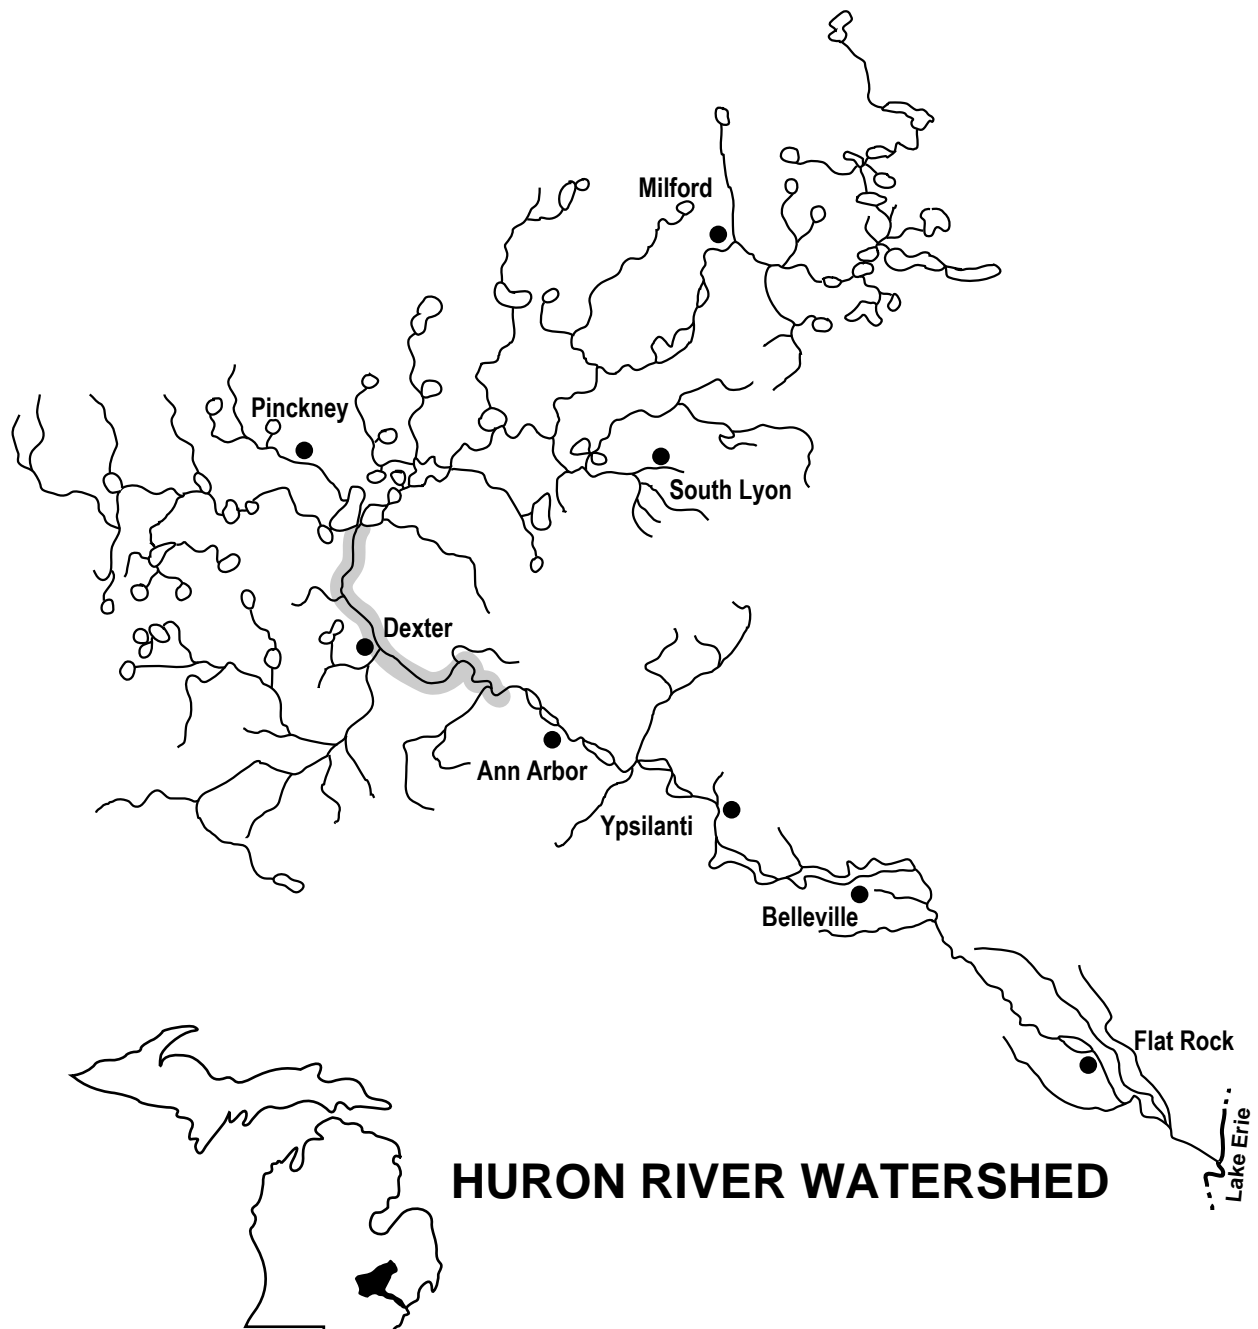 Milford
Pinckney
South Lyon
Dexter
Ann Arbor
Ypsilanti
Belleville
Flat Rock
Lake Erie
HURON RIVER WATERSHED